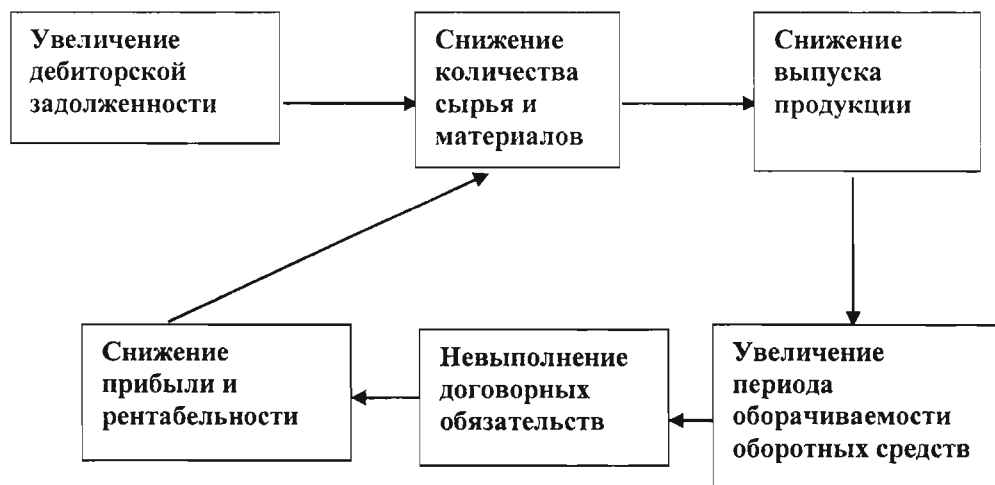 Увеличение
дебиторской
задолженности
Снижение
количества
сырья и
материалов
Снижение
выпуска
продукции
Увеличение
периода
оборачиваемости
оборотных средств
Невыполнение
договорных
обязательств
Снижение
прибыли и
рентабельности